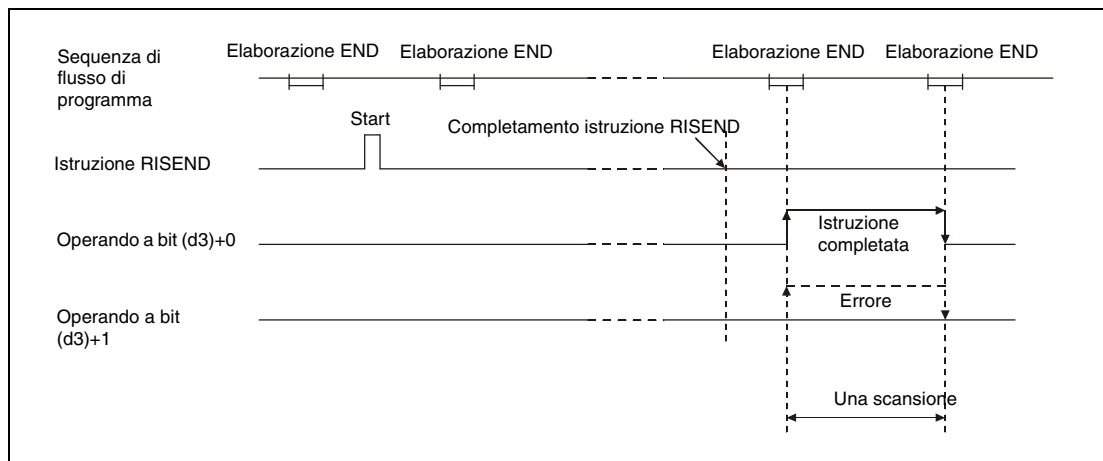 Sequenza di
flusso di
programma
Elaborazione END
Elaborazione END
Elaborazione END
Elaborazione END
Start
Completamento istruzione RISEND
Istruzione RISEND
Operando a bit (d3)+0
Istruzione
completata
Errore
Operando a bit
(d3)+1
Una scansione